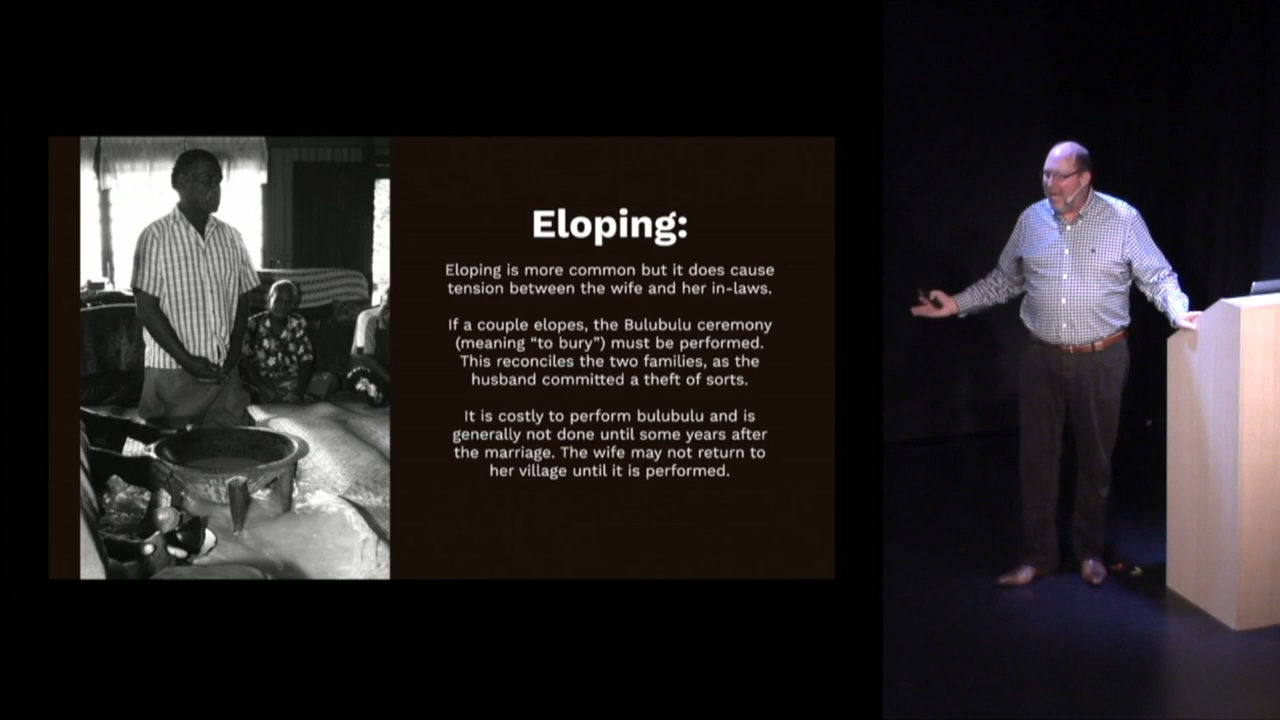 Eloping:
Eloping is more common but it does cause
tension between the wife and her in-laws.
If a couple elopes, the Bulubulu ceremony
(meaning “to bury”) must be performed.
This reconciles the two families, as the
husband committed a theft of sorts.
It is costly to perform bulubulu and is
generally not done until some years after
the marriage. The wife may not return to
her village until it is performed.